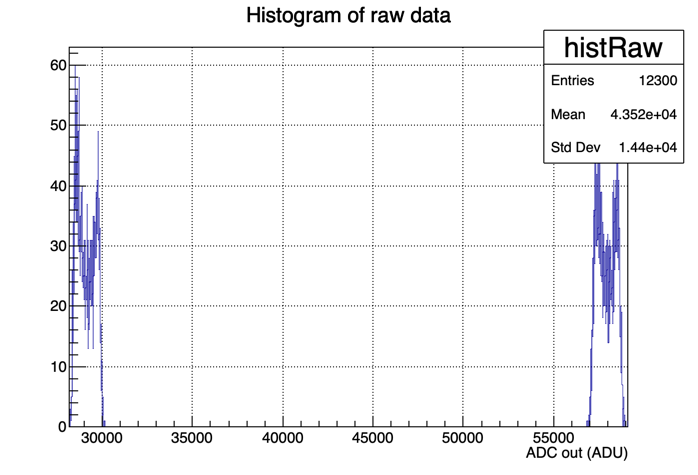 Histogram of raw data
histRaw
Entries 12300
Mean 4.352e+04
Std Dev 1.44e+04
60
50
40
30
20
10
0
30000 35000 40000 45000 50000 55000
ADC out (ADU)